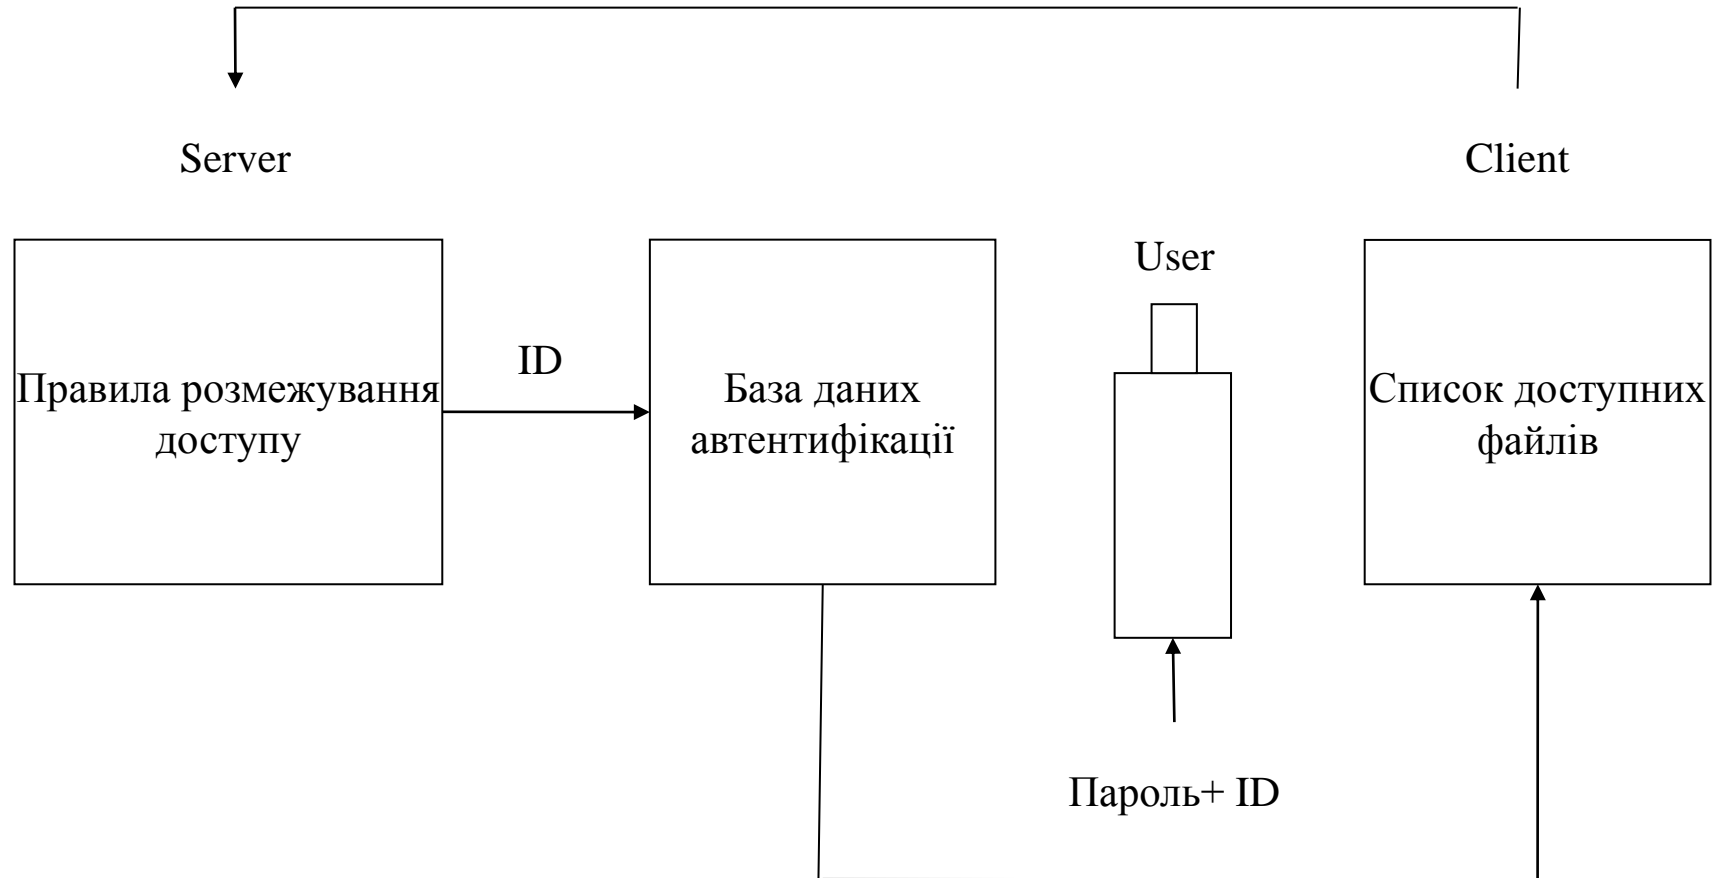 Server
Client
User
ID
Правила розмежування
доступу
База даних
автентифікації
Список доступних
файлів
Пароль+ ID